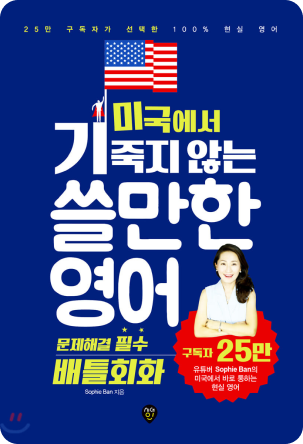 25만 구독자가 선택한 100% 현실 영어
미국에서
기죽지 않는
쓸만한
영어
문제해결 필수
배틀회화
Sophie Ban 지음
구독자 25만
유튜버 Sophie Ban의
미국에서 바로 통하는
현실 영어